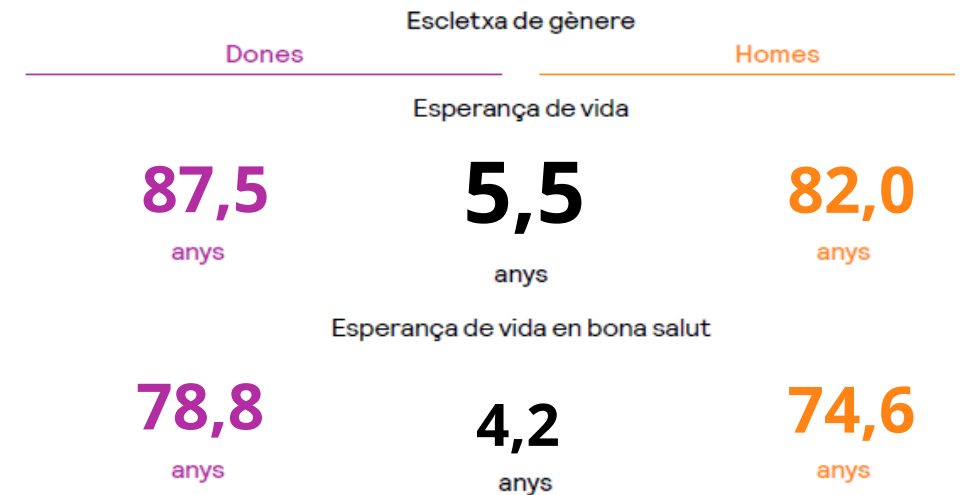 Escletxa de gènere
Dones Homes
Esperança de vida
87,5 5,5 82,0
anys anys anys
Esperança de vida en bona salut
78,8 4,2 74,6
anys anys anys